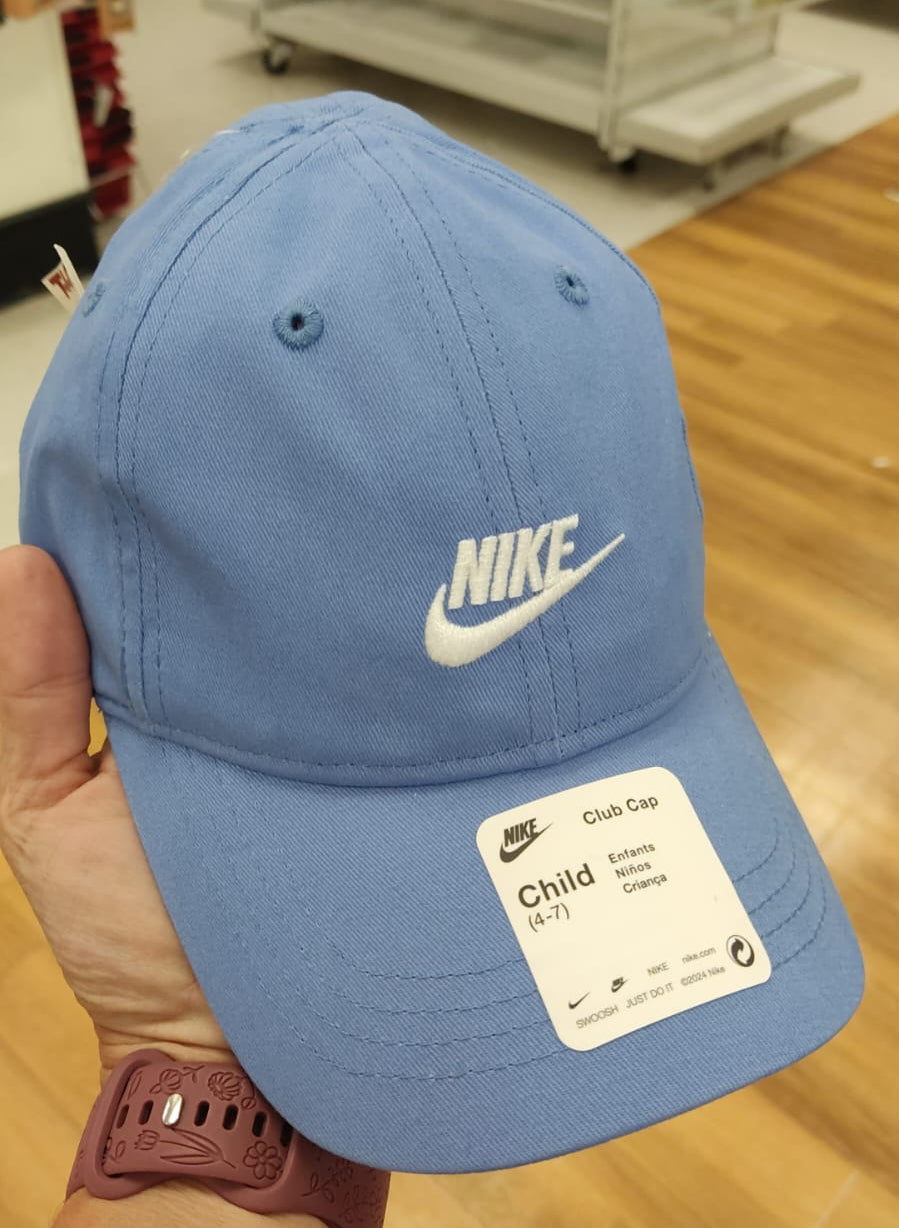 NIKE
NIKE
Club Cap
Child
(4-7)
Enfants
Niños
Criança
NIKE
nike.com
SWOOSH
JUST DO IT
©2024 Nike